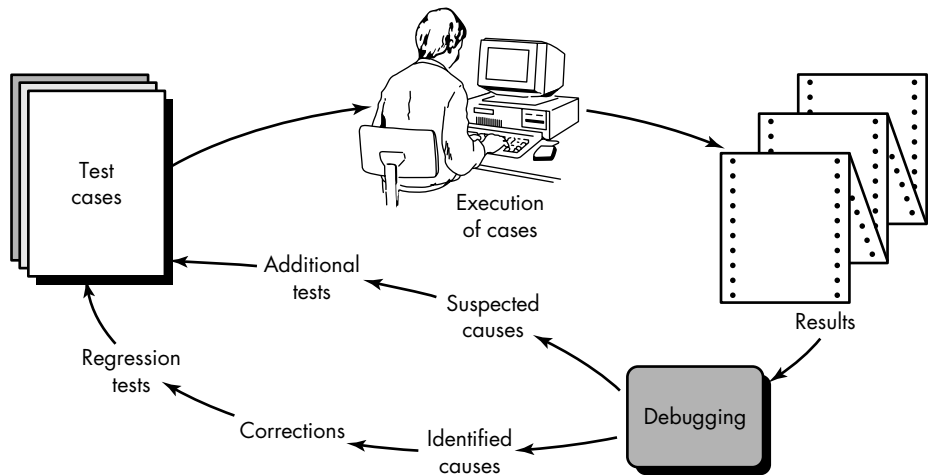 Test
cases
Execution
of cases
Results
Additional
tests
Suspected
causes
Debugging
Regression
tests
Corrections
Identified
causes